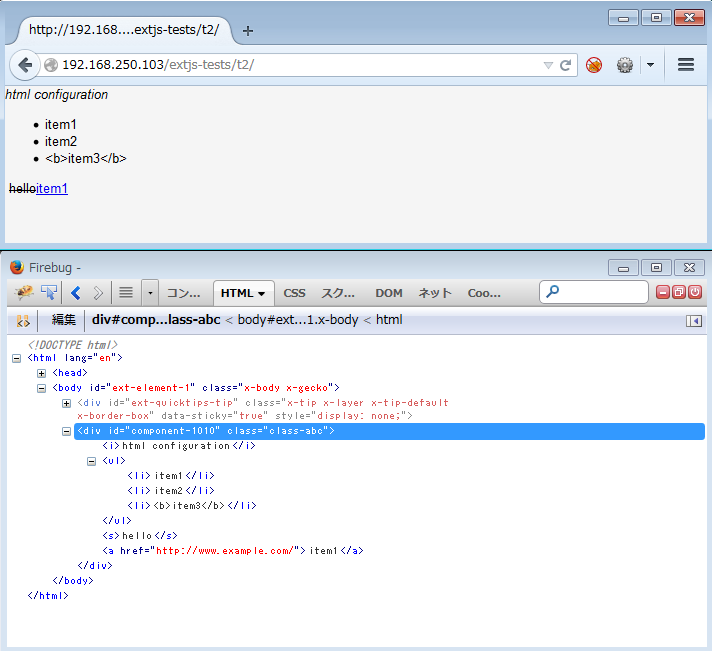 http://192.168....extjs-tests/t2/
192.168.250.103/extjs-tests/t2/
html configuration
item1
item2
<b>item3</b>
helloitem1
Firebug -
コン... HTML CSS スク... DOM ネット Coo...
編集 div#comp...lass-abc < body#ext...1.x-body < html
<!DOCTYPE html>
<html lang="en">
<head>
<body id="ext-element-1" class="x-body x-gecko">
<div id="ext-quicktips-tip" class="x-tip x-layer x-tip-default
x-border-box" data-sticky="true" style="display: none;">
<div id="component-1010" class="class-abc">
<i>html configuration</i>
<ul>
<li>item1</li>
<li>item2</li>
<li><b>item3</b></li>
</ul>
<s>hello</s>
<a href="http://www.example.com/">item1</a>
</div>
</body>
</html>